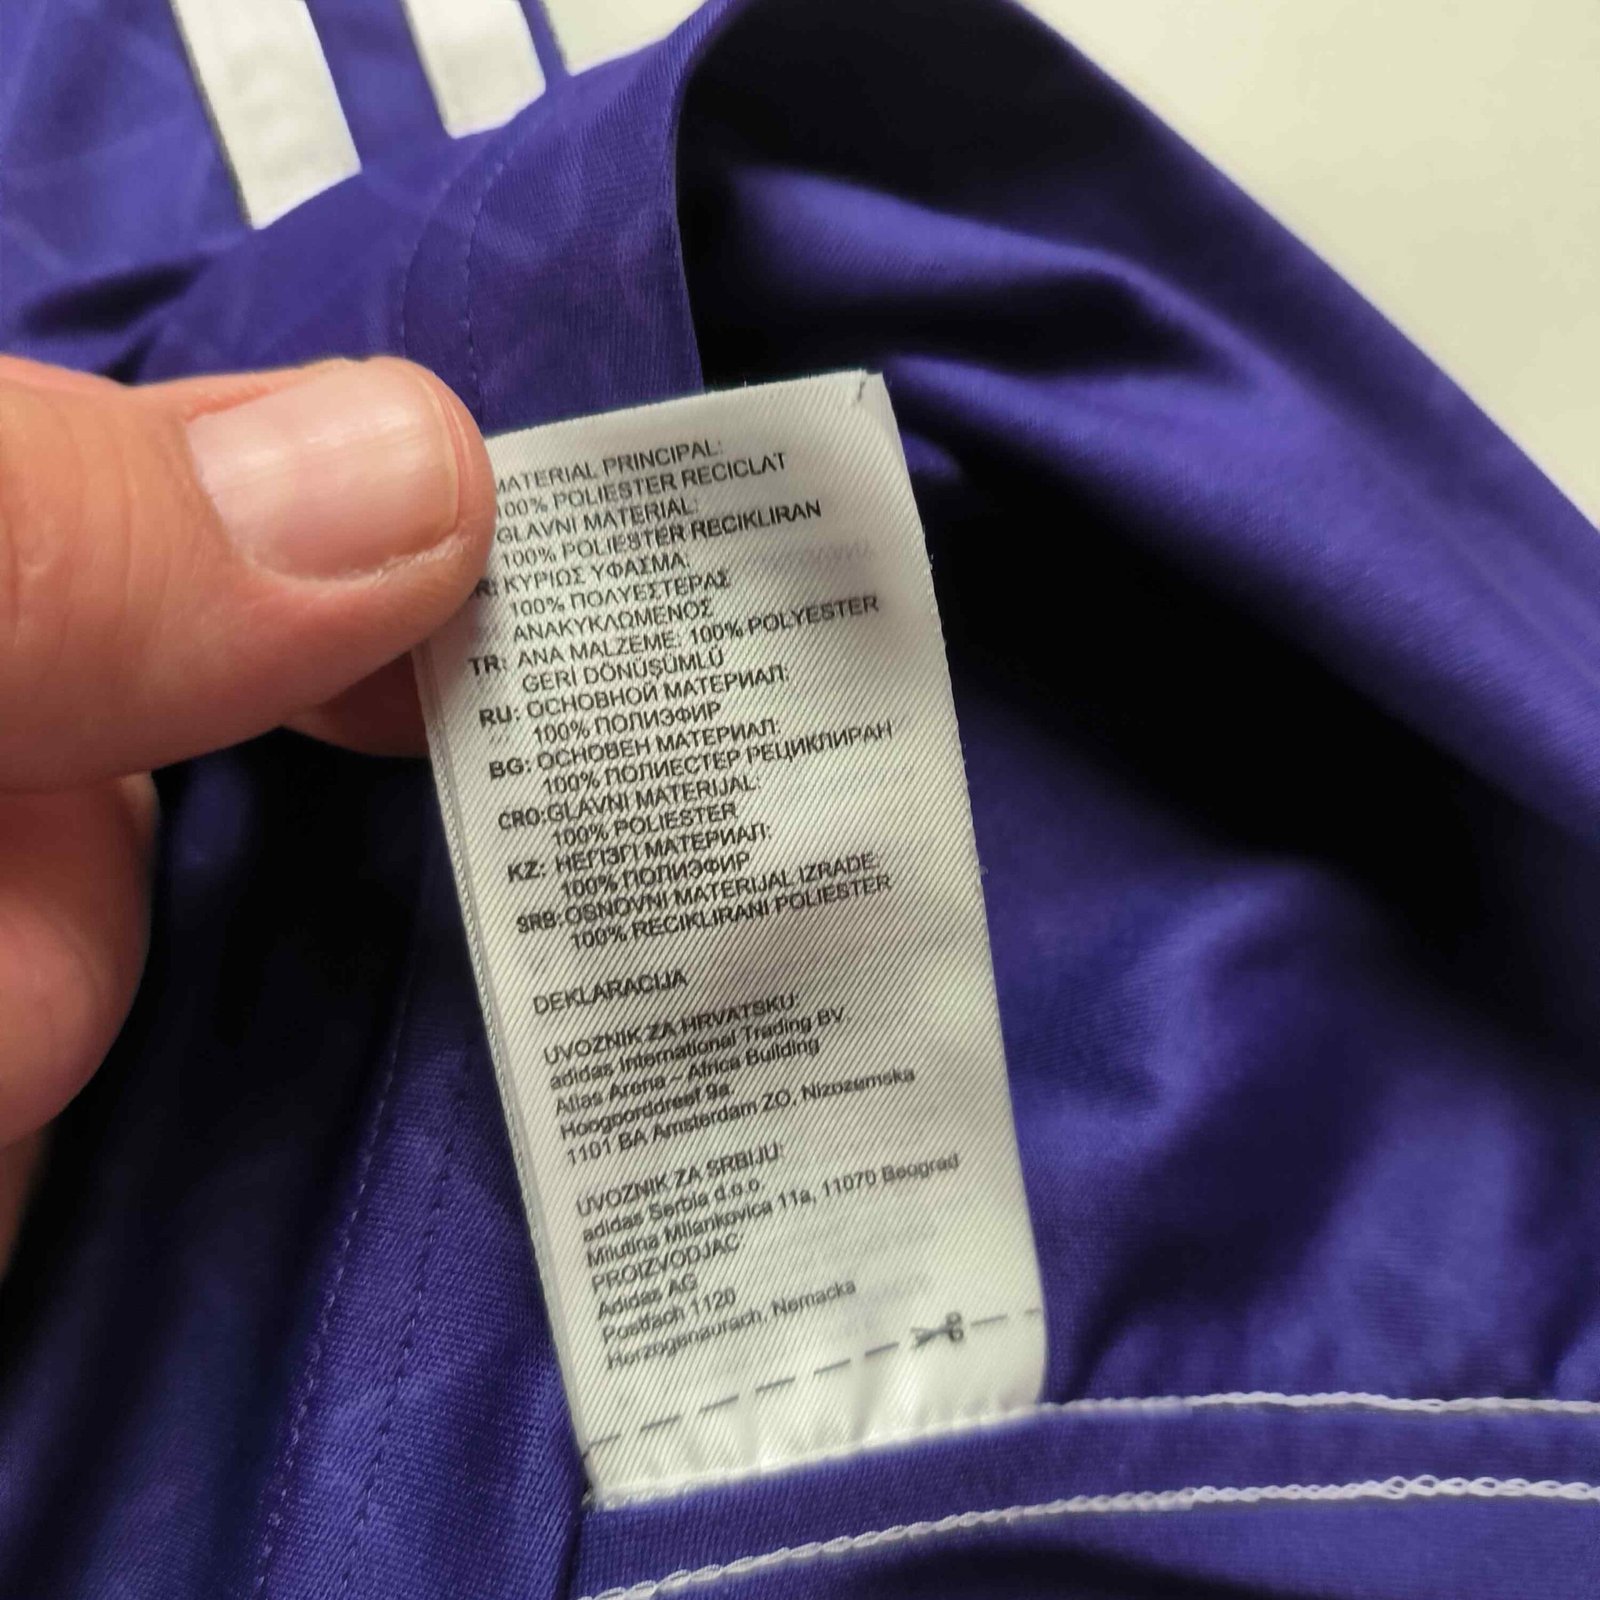 MATERIAL PRINCIPAL:
100% POLIESTER RECICLAT
GLAVNI MATERIAL:
100% POLIESTER RECIKLIRAN
R: ΚΥΡΙΩΣ ΥΦΑΣΜΑ:
100% ΠΟΛΥΕΣΤΕΡΑΣ
ΑΝΑΚΥΚΛΩΜΕΝΟΣ
TR: ANA MALZEME: 100% POLYESTER
GERİ DÖNÜŞÜMLÜ
RU: ОСНОВНОЙ МАТЕРИАЛ:
100% ПОЛИЭФИР
BG: ОСНОВЕН МАТЕРИАЛ:
100% ПОЛИЕСТЕР РЕЦИКЛИРАН
CRO: GLAVNI MATERIJAL:
100% POLIESTER
KZ: НЕГІЗГІ МАТЕРИАЛ:
100% ПОЛИЭФИР
SRB: OSNOVNI MATERIJAL IZRADE:
100% RECIKLIRANI POLIESTER
DEKLARACIJA
UVOZNIK ZA HRVATSKU:
adidas International Trading BV.
Atlas Arena – Africa Building
Hoogoorddreef 9a
1101 BA Amsterdam ZO, Nizozemska
UVOZNIK ZA SRBIJU:
adidas Serbia d.o.o.
Milutina Milankovica 11a, 11070 Beograd
PROIZVODJAC
Adidas AG
Postfach 1120
Herzogenaurach, Nemacka